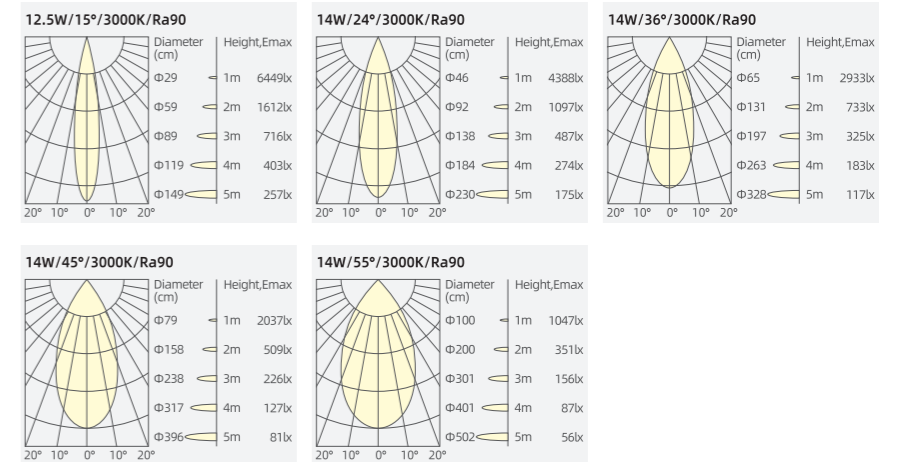 12.5W/15°/3000K/Ra90
Diameter Height,Emax
(cm)
Φ29 1m 6449lx
Φ59 2m 1612lx
Φ89 3m 716lx
Φ119 4m 403lx
Φ149 5m 257lx
20° 10° 0° 10° 20°
14W/24°/3000K/Ra90
Diameter Height,Emax
(cm)
Φ46 1m 4388lx
Φ92 2m 1097lx
Φ138 3m 487lx
Φ184 4m 274lx
Φ230 5m 175lx
20° 10° 0° 10° 20°
14W/36°/3000K/Ra90
Diameter Height,Emax
(cm)
Φ65 1m 2933lx
Φ131 2m 733lx
Φ197 3m 325lx
Φ263 4m 183lx
Φ328 5m 117lx
20° 10° 0° 10° 20°
14W/45°/3000K/Ra90
Diameter Height,Emax
(cm)
Φ79 1m 2037lx
Φ158 2m 509lx
Φ238 3m 226lx
Φ317 4m 127lx
Φ396 5m 81lx
20° 10° 0° 10° 20°
14W/55°/3000K/Ra90
Diameter Height,Emax
(cm)
Φ100 1m 1047lx
Φ200 2m 351lx
Φ301 3m 156lx
Φ401 4m 87lx
Φ502 5m 56lx
20° 10° 0° 10° 20°